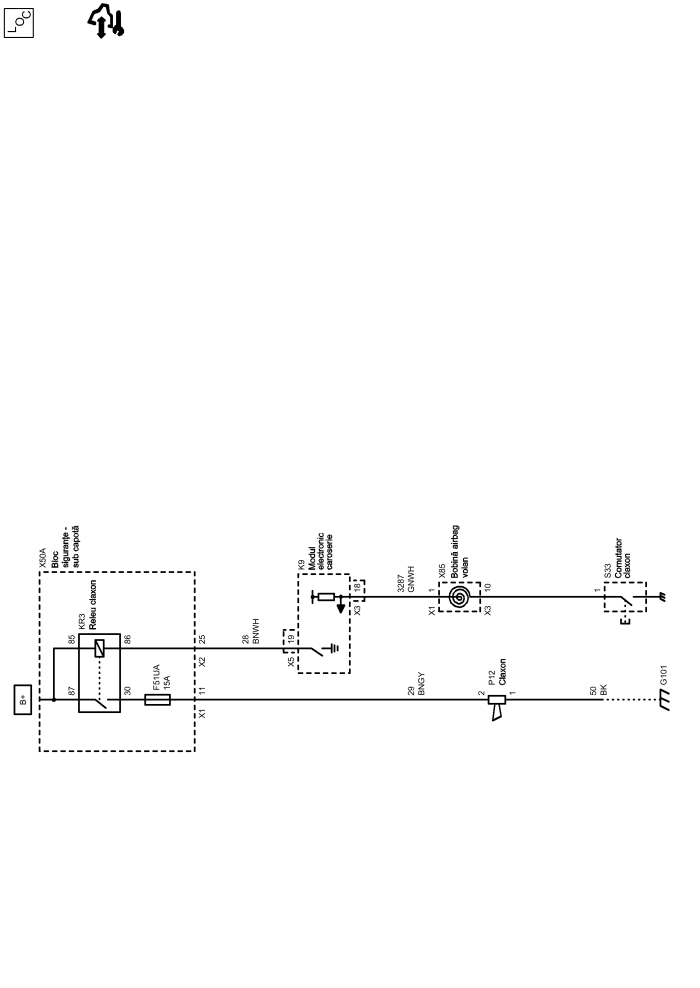 LOC
B+
X50A
Bloc
siguranţe -
sub capotă
KR3
Releu claxon
85
86
87
30
F51UA
15A
25
X2
11
X1
28
BNWH
K9
Modul
electronic
caroserie
19
X5
18
X3
3287
GNWH
X85
Bobină airbag
volan
1
X1
10
X3
S33
Comutator
claxon
1
29
BNGY
P12
Claxon
2
1
50
BK
G101